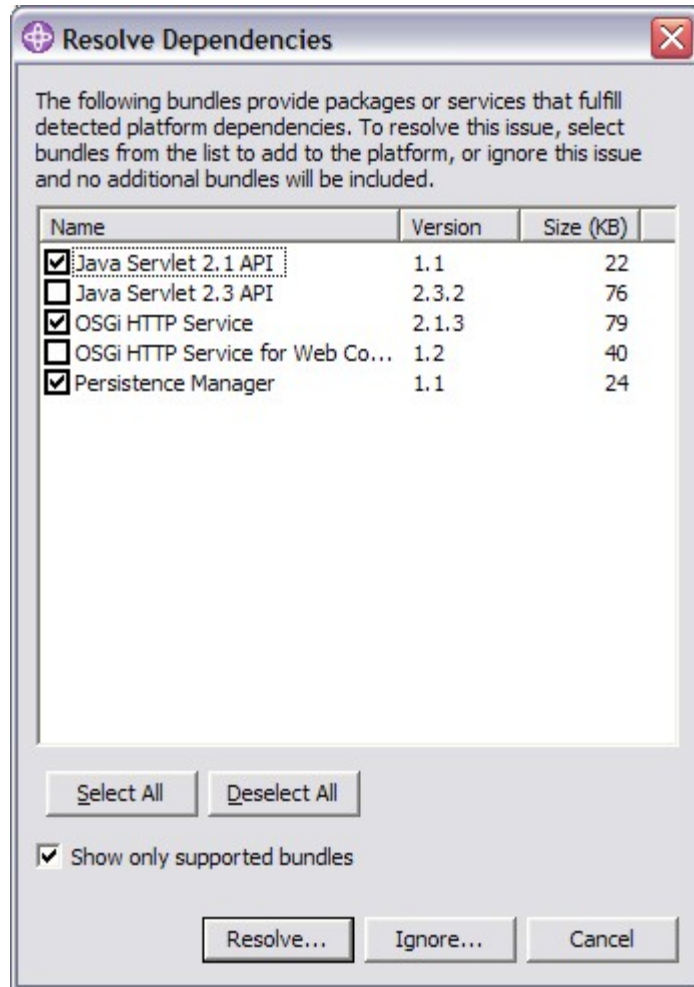 Resolve Dependencies
The following bundles provide packages or services that fulfill
detected platform dependencies. To resolve this issue, select
bundles from the list to add to the platform, or ignore this issue
and no additional bundles will be included.
Name Version Size (KB)
Java Servlet 2.1 API 1.1 22
Java Servlet 2.3 API 2.3.2 76
OSGi HTTP Service 2.1.3 79
OSGi HTTP Service for Web Co... 1.2 40
Persistence Manager 1.1 24
Select All Deselect All
Show only supported bundles
Resolve... Ignore... Cancel